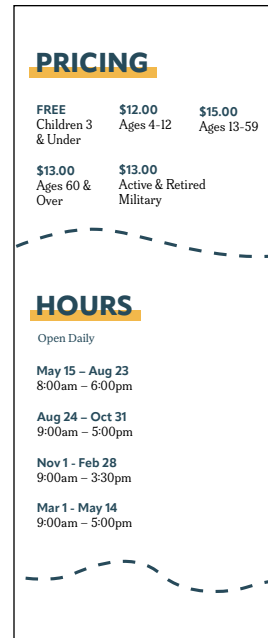 PRICING
FREE
Children 3
& Under
$12.00
Ages 4-12
$15.00
Ages 13-59
$13.00
Ages 60 &
Over
$13.00
Active & Retired
Military
HOURS
Open Daily
May 15 – Aug 23
8:00am – 6:00pm
Aug 24 – Oct 31
9:00am – 5:00pm
Nov 1 - Feb 28
9:00am – 3:30pm
Mar 1 - May 14
9:00am – 5:00pm